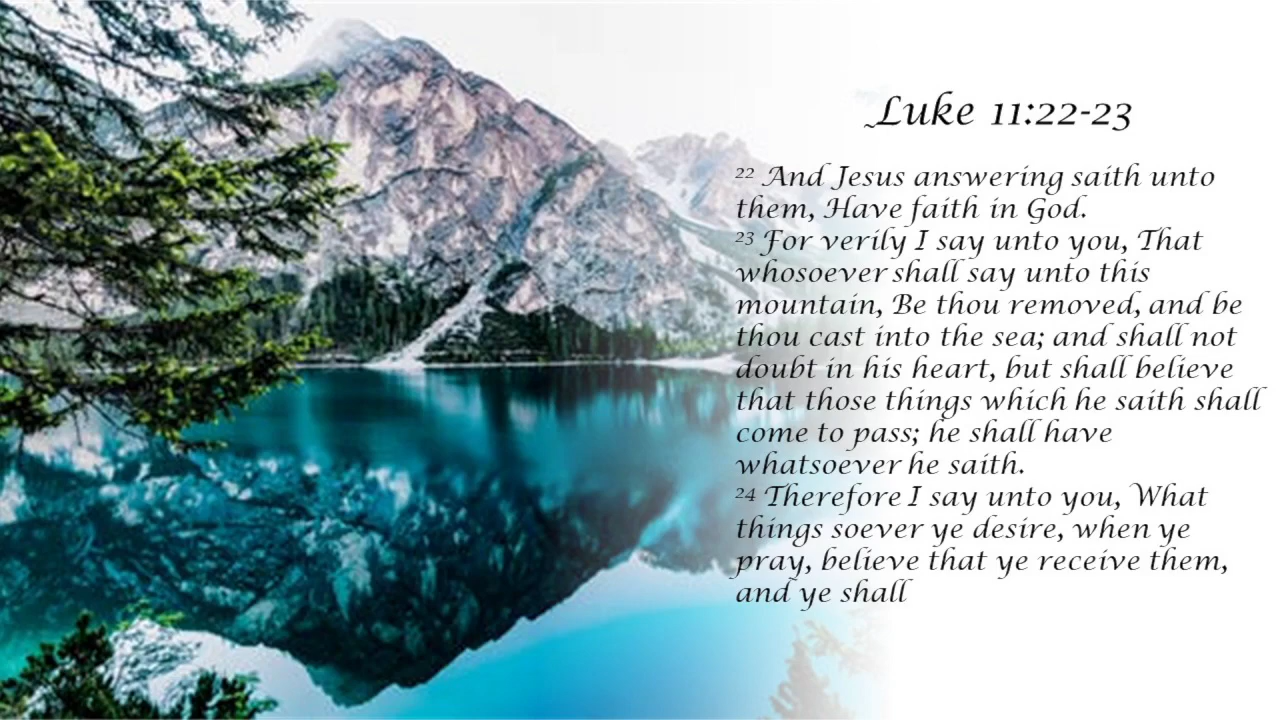 Luke 11:22-23
22 And Jesus answering saith unto
them, Have faith in God.
23 For verily I say unto you, That
whosoever shall say unto this
mountain, Be thou removed, and be
thou cast into the sea; and shall not
doubt in his heart, but shall believe
that those things which he saith shall
come to pass; he shall have
whatsoever he saith.
24 Therefore I say unto you, What
things soever ye desire, when ye
pray, believe that ye receive them,
and ye shall